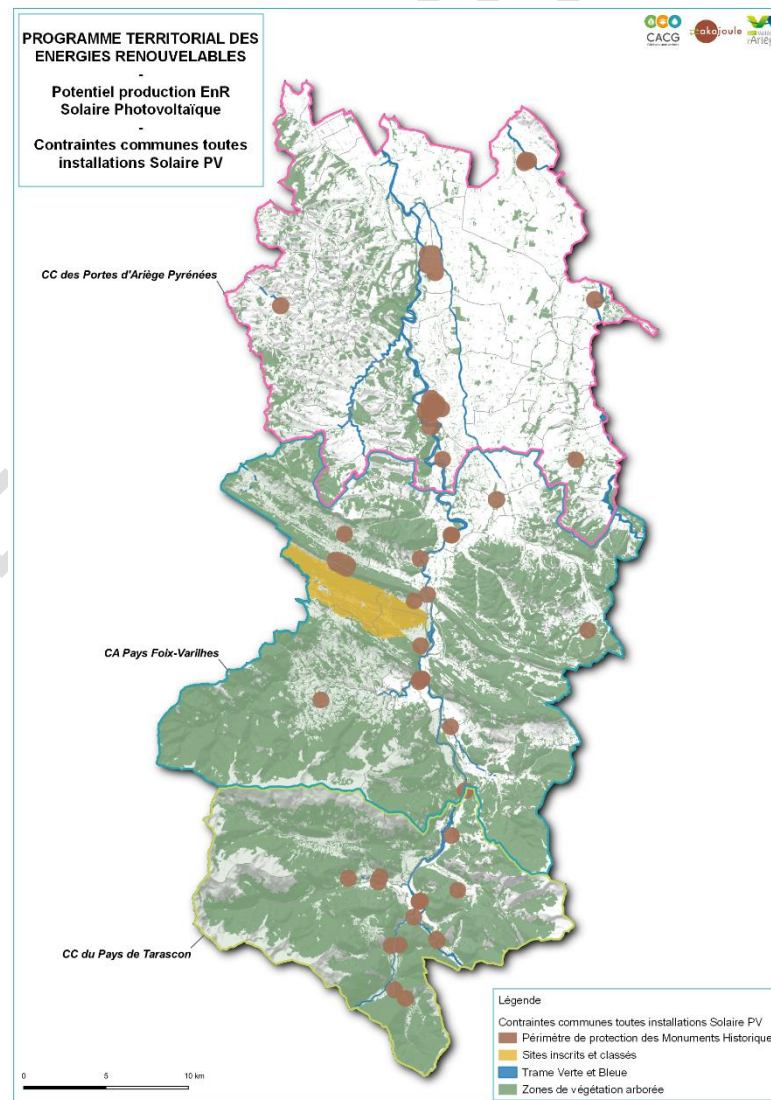 PROGRAMME TERRITORIAL DES
ENERGIES RENOUVELABLES
-
Potentiel production EnR
Solaire Photovoltaïque
-
Contraintes communes toutes
installations Solaire PV
CACG
akajoule
d'Ariège
CC des Portes d'Ariège Pyrénées
CA Pays Foix-Varilhes
CC du Pays de Tarascon
0 5 10 km
Légende
Contraintes communes toutes installations Solaire PV
Périmètre de protection des Monuments Historique
Sites inscrits et classés
Trame Verte et Bleue
Zones de végétation arborée